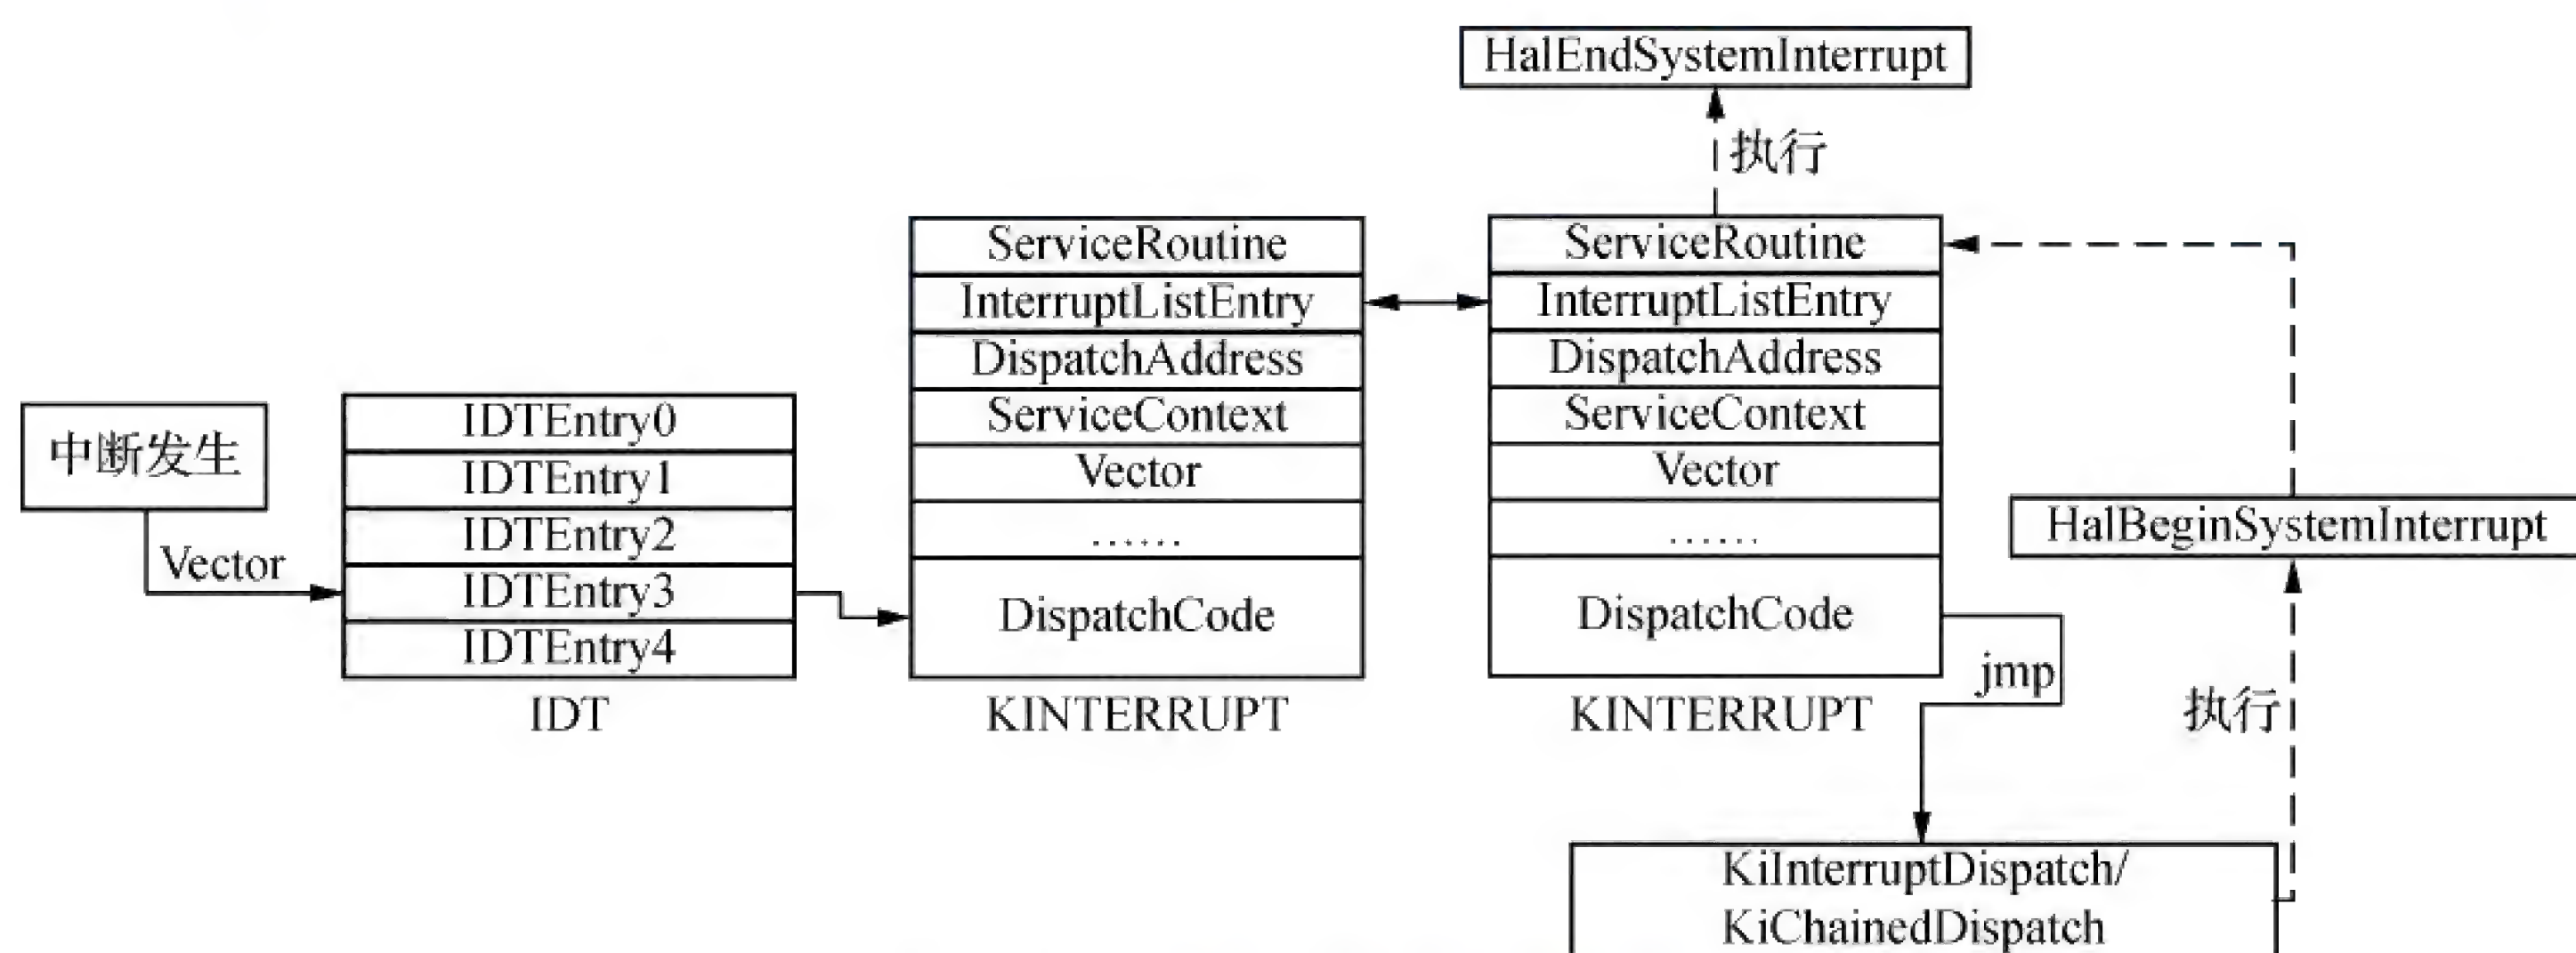 HalEndSystemInterrupt
执行
中断发生
Vector
IDTEntry0
IDTEntry1
IDTEntry2
IDTEntry3
IDTEntry4
IDT
ServiceRoutine
InterruptListEntry
DispatchAddress
ServiceContext
Vector
......
DispatchCode
KINTERRUPT
ServiceRoutine
InterruptListEntry
DispatchAddress
ServiceContext
Vector
......
DispatchCode
KINTERRUPT
jmp
HalBeginSystemInterrupt
执行
KiInterruptDispatch/
KiChainedDispatch